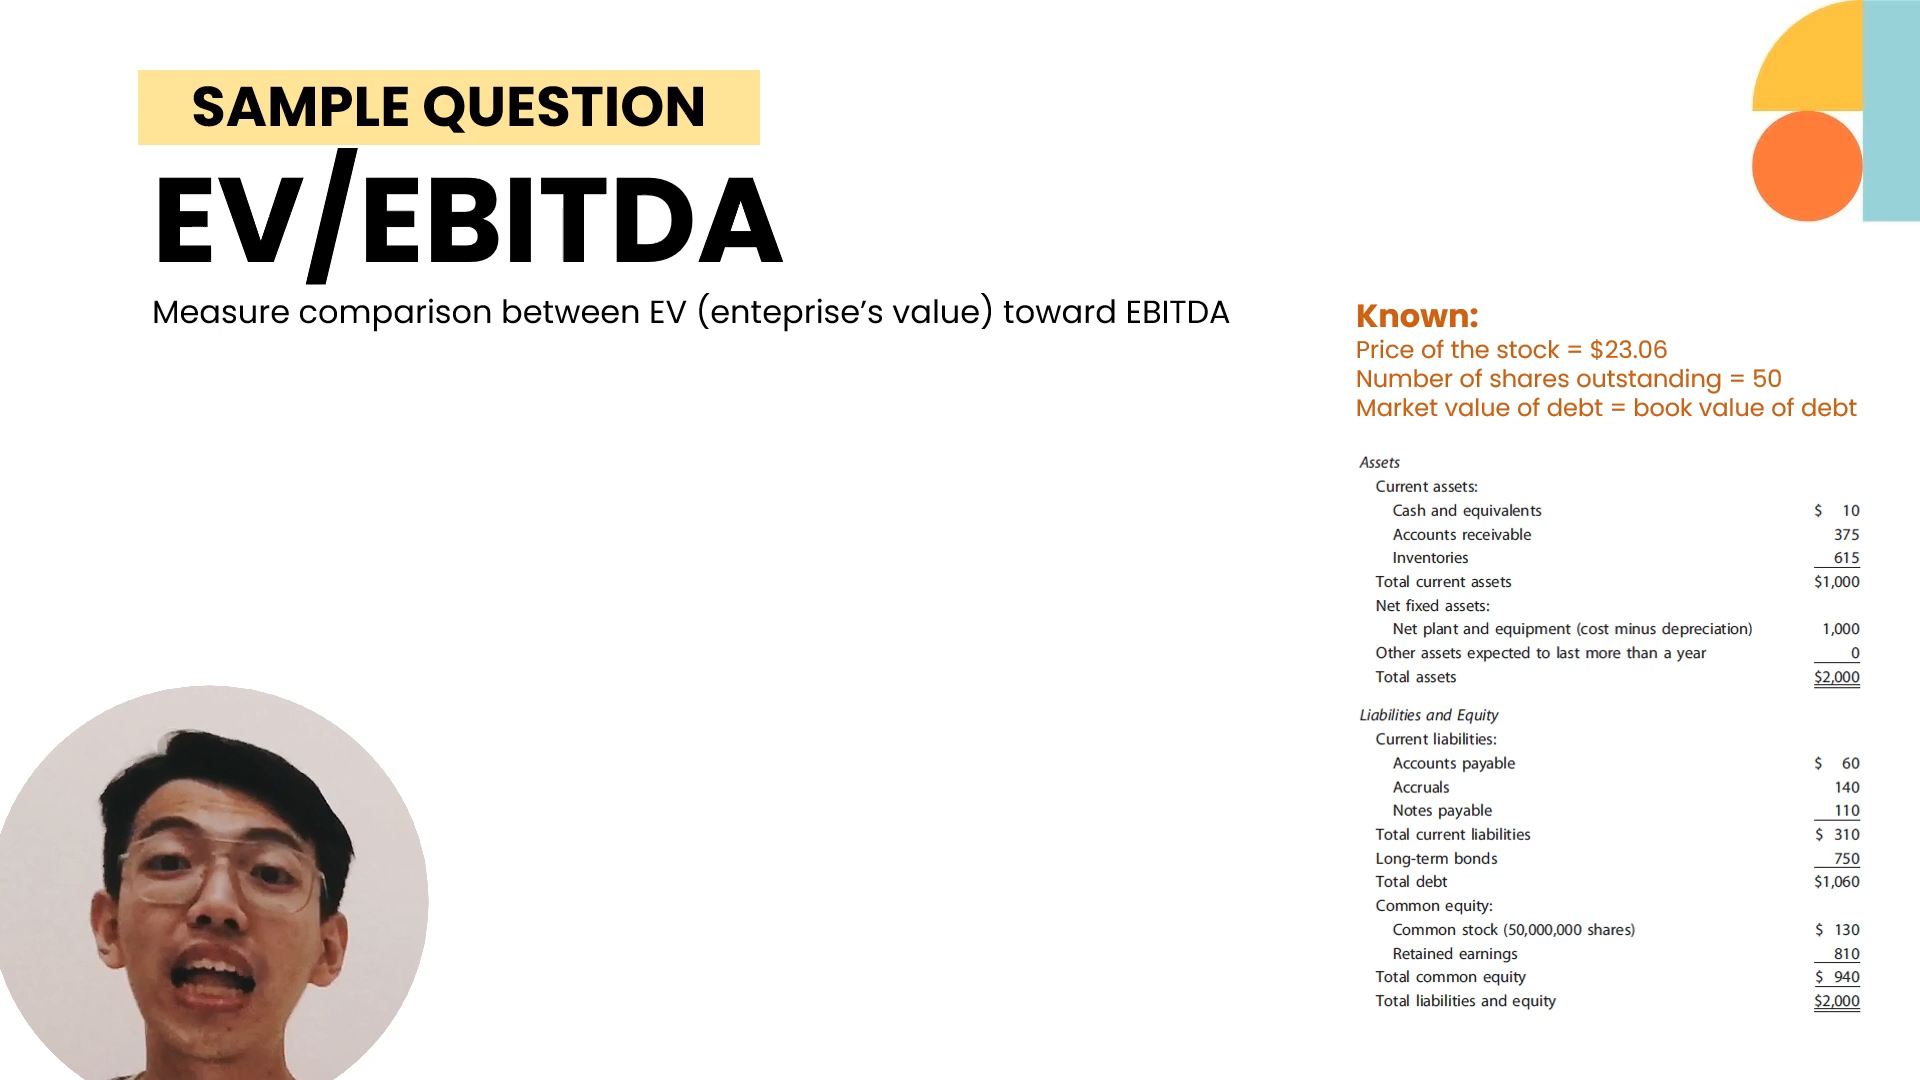 SAMPLE QUESTION
EV/EBITDA
Measure comparison between EV (enteprise’s value) toward EBITDA
Known:
Price of the stock = $23.06
Number of shares outstanding = 50
Market value of debt = book value of debt
Assets
Current assets:
Cash and equivalents $ 10
Accounts receivable 375
Inventories 615
Total current assets $1,000
Net fixed assets:
Net plant and equipment (cost minus depreciation) 1,000
Other assets expected to last more than a year 0
Total assets $2,000
Liabilities and Equity
Current liabilities:
Accounts payable $ 60
Accruals 140
Notes payable 110
Total current liabilities $ 310
Long-term bonds 750
Total debt $1,060
Common equity:
Common stock (50,000,000 shares) $ 130
Retained earnings 810
Total common equity $ 940
Total liabilities and equity $2,000